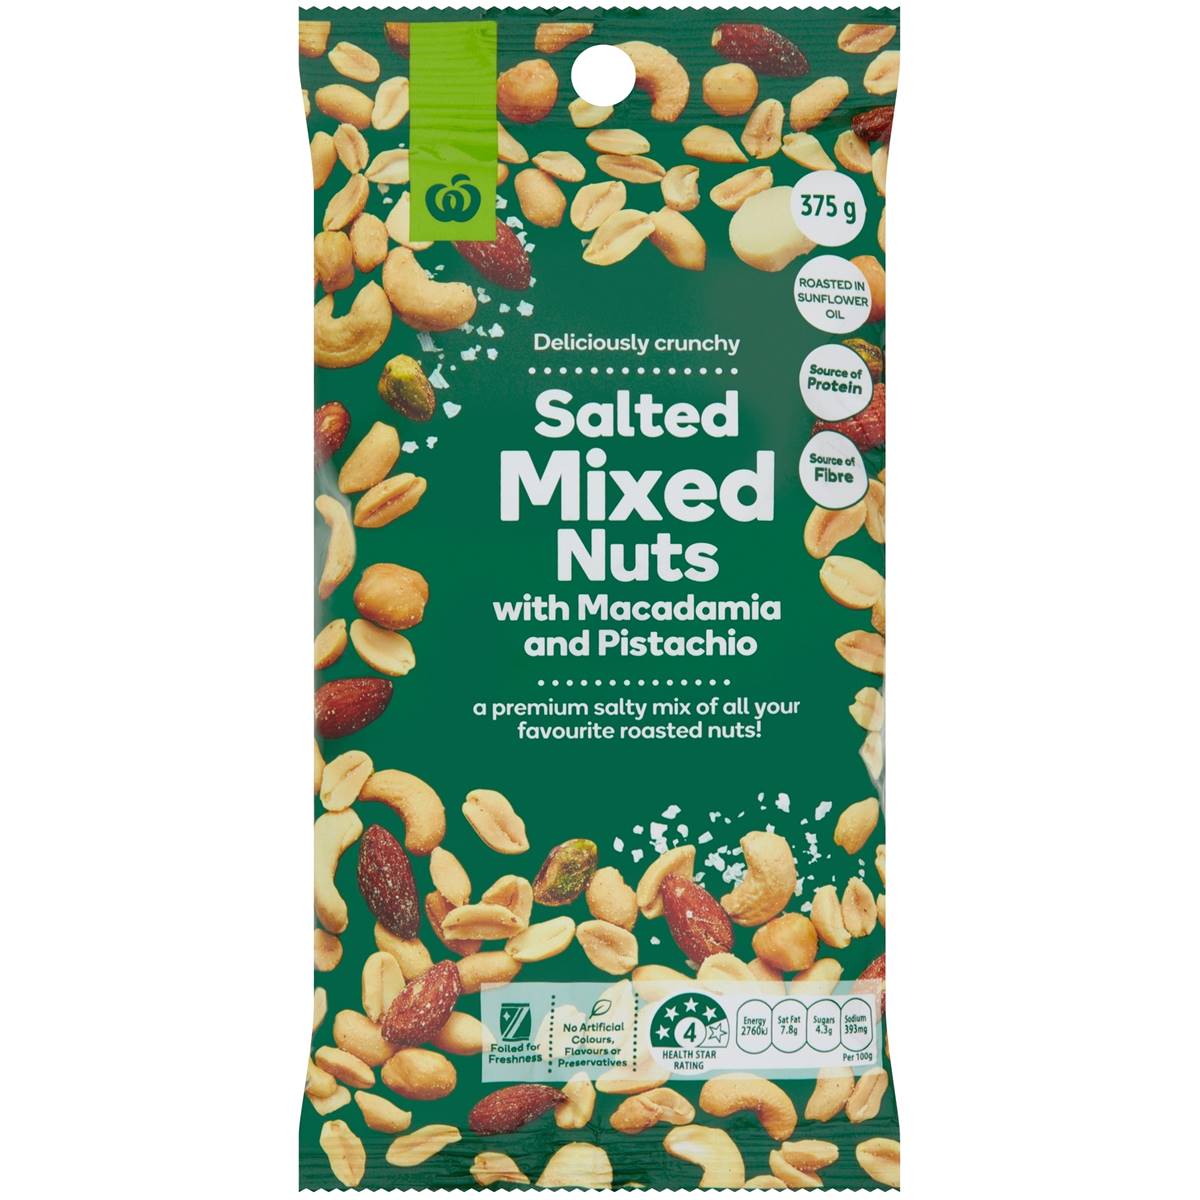 375 g
ROASTED IN
SUNFLOWER
OIL
Deliciously crunchy
Source of
Protein
Salted
Mixed
Nuts
Source of
Fibre
with Macadamia
and Pistachio
a premium salty mix of all your
favourite roasted nuts!
Foiled for
Freshness
No Artificial
Colours,
Flavours or
Preservatives
4
HEALTH STAR
RATING
Energy
2760kJ
Sat Fat
7.8g
Sugars
4.3g
Sodium
393mg
Per 100g